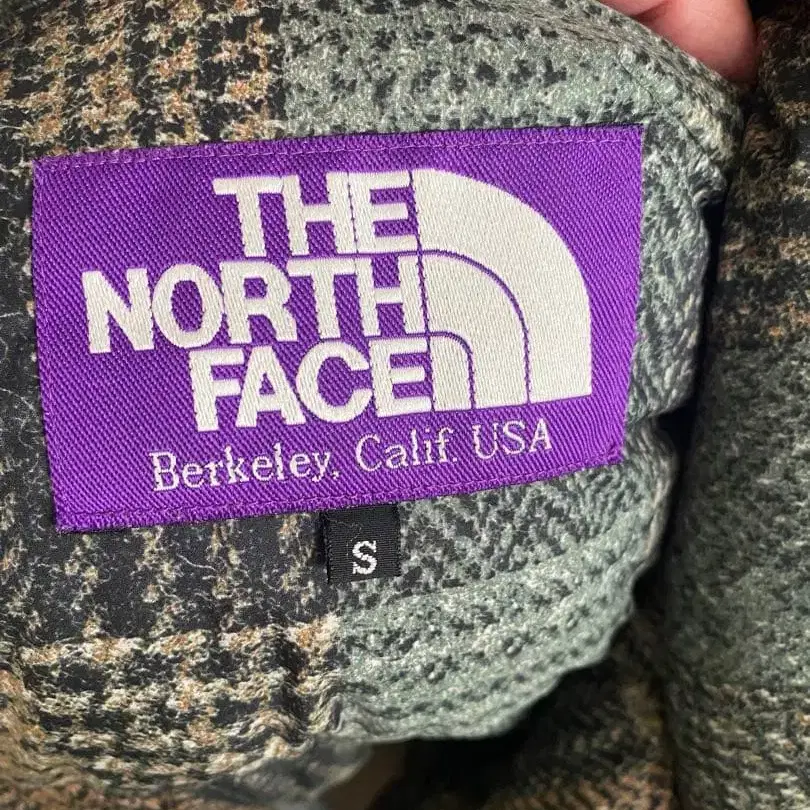 THE
NORTH
FACE
Berkeley, Calif. USA
S